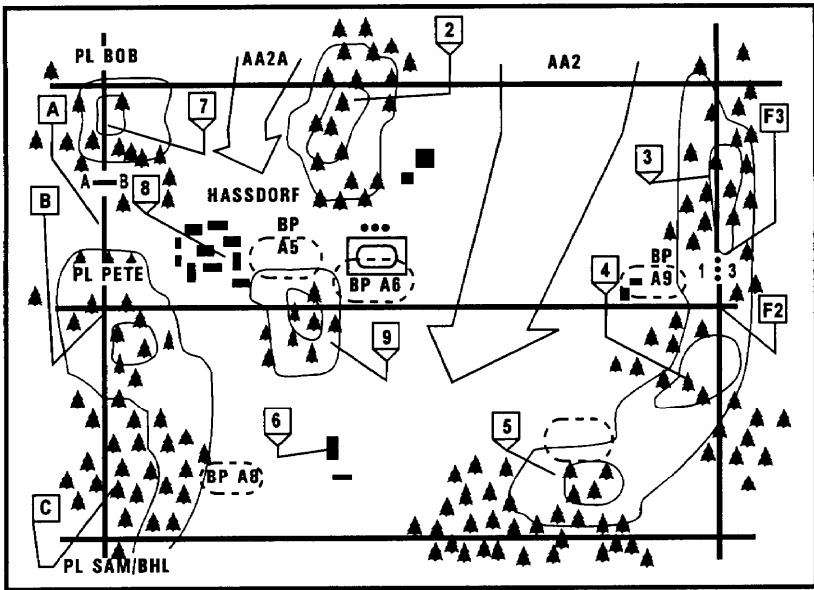 2
PL BOB
AA2A
AA2
A
7
F3
3
A B
8
HASSDORF
B
BP
A5
BP
A9
1 3
4
PL PETE
BP A6
F2
9
6
5
BP A8
C
PL SAM/BHL